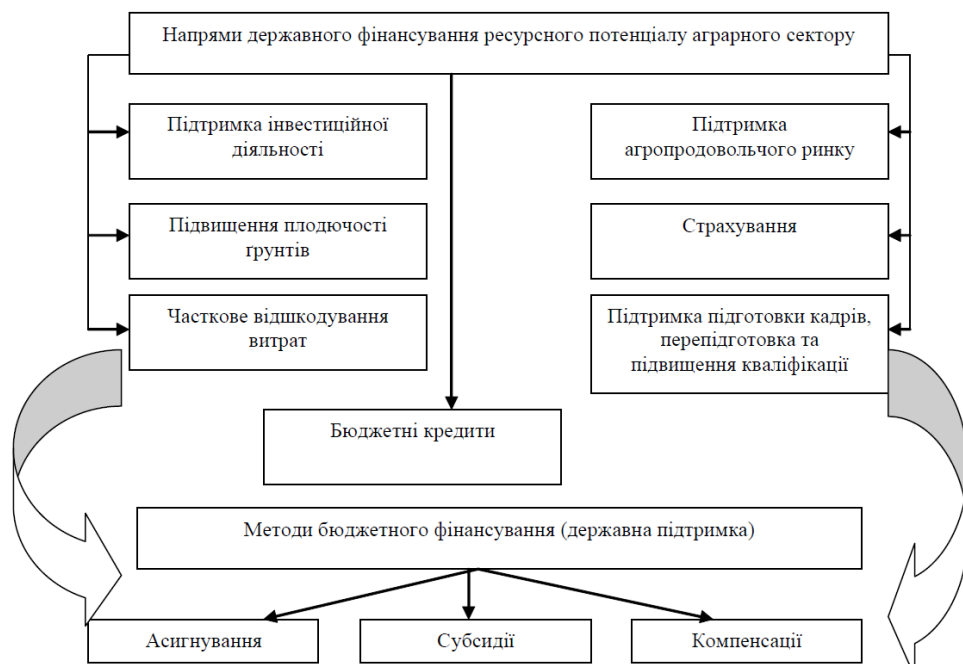 Напрями державного фінансування ресурсного потенціалу аграрного сектору
Підтримка інвестиційної
діяльності
Підтримка
агропродовольчого ринку
Підвищення плодючості
ґрунтів
Страхування
Часткове відшкодування
витрат
Підтримка підготовки кадрів,
перепідготовка та
підвищення кваліфікації
Бюджетні кредити
Методи бюджетного фінансування (державна підтримка)
Асигнування
Субсидії
Компенсації